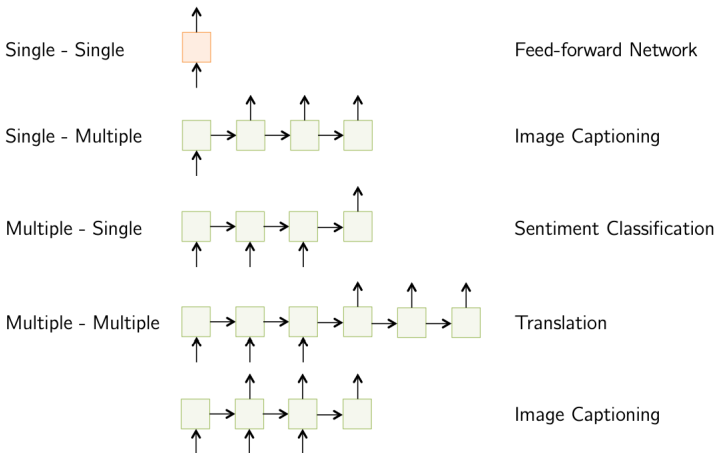 Single - Single
Feed-forward Network
Single - Multiple
Image Captioning
Multiple - Single
Sentiment Classification
Multiple - Multiple
Translation
Image Captioning